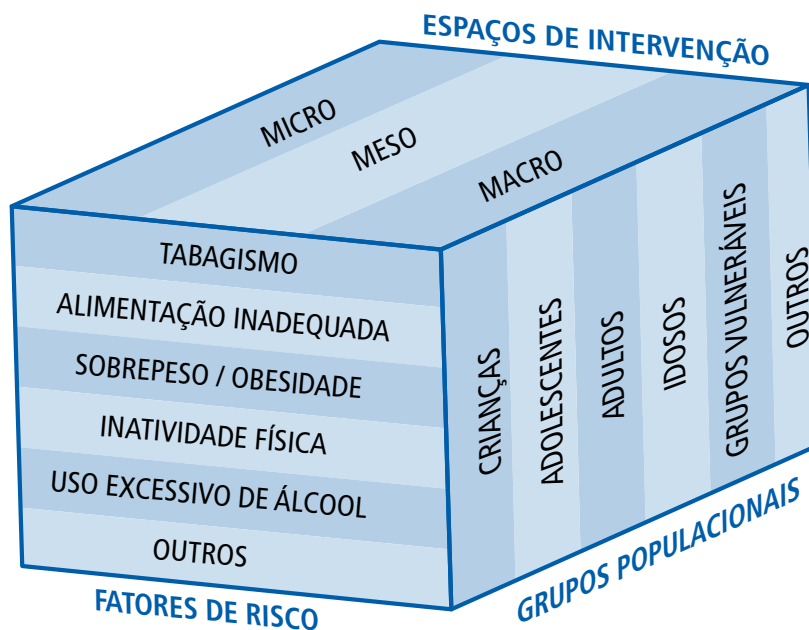 ESPAÇOS DE INTERVENÇÃO
MICRO
MESO
MACRO
TABAGISMO
ALIMENTAÇÃO INADEQUADA
SOBREPESO / OBESIDADE
INATIVIDADE FÍSICA
USO EXCESSIVO DE ÁLCOOL
OUTROS
FATORES DE RISCO
CRIANÇAS
ADOLESCENTES
ADULTOS
IDOSOS
GRUPOS VULNERÁVEIS
OUTROS
GRUPOS POPULACIONAIS